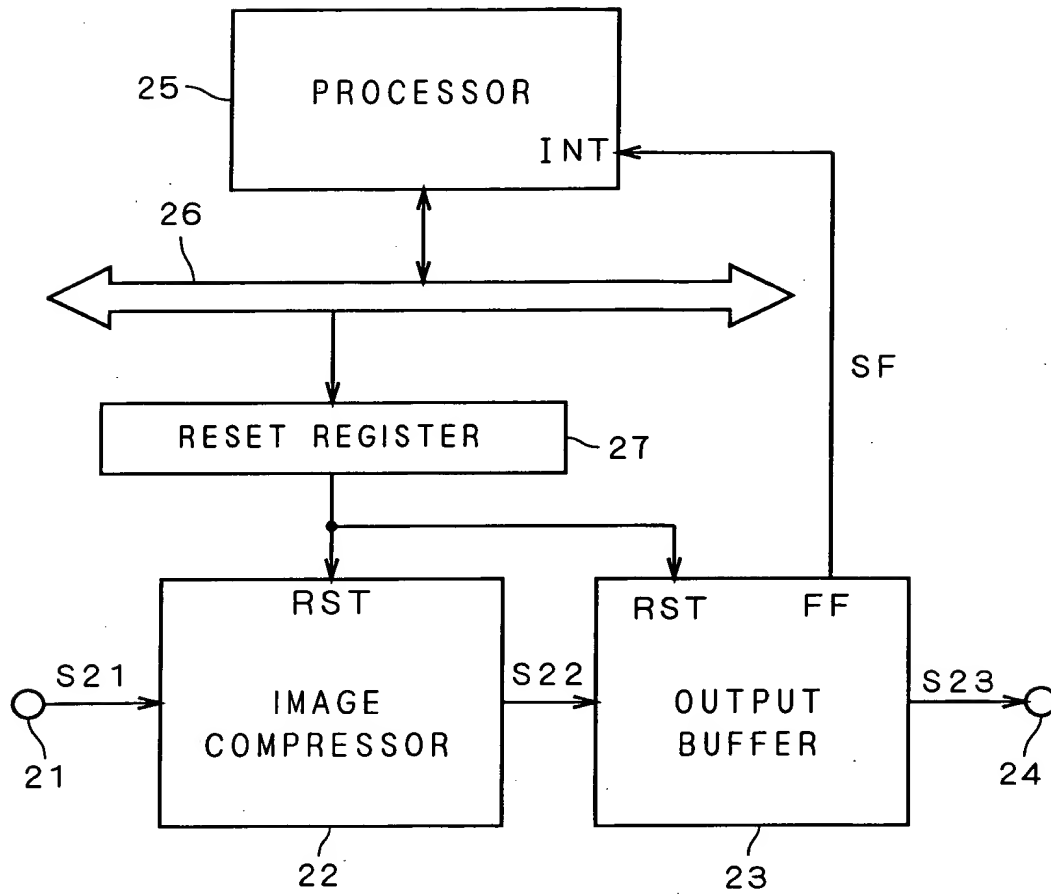 PROCESSOR
25
INT
26
SF
RESET REGISTER
27
RST
RST
FF
S21
IMAGE
COMPRESSOR
S22
OUTPUT
BUFFER
S23
21
24
22
23